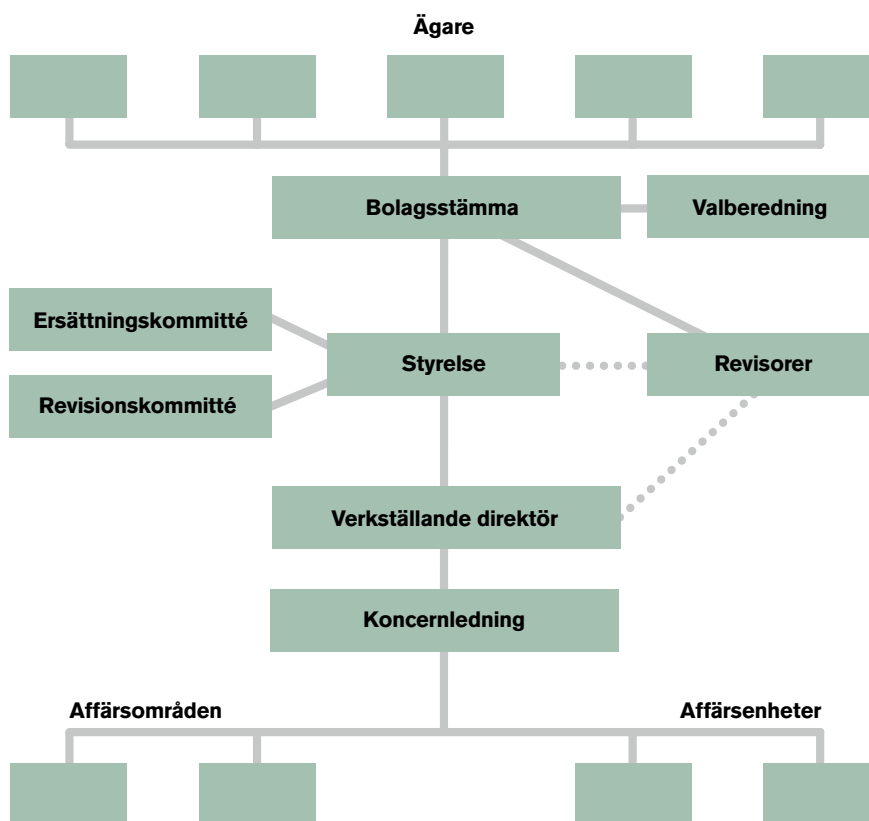 Ägare
Bolagsstämma
Valberedning
Ersättningskommitté
Styrelse
Revisorer
Revisionskommitté
Verkställande direktör
Koncernledning
Affärsområden
Affärsenheter